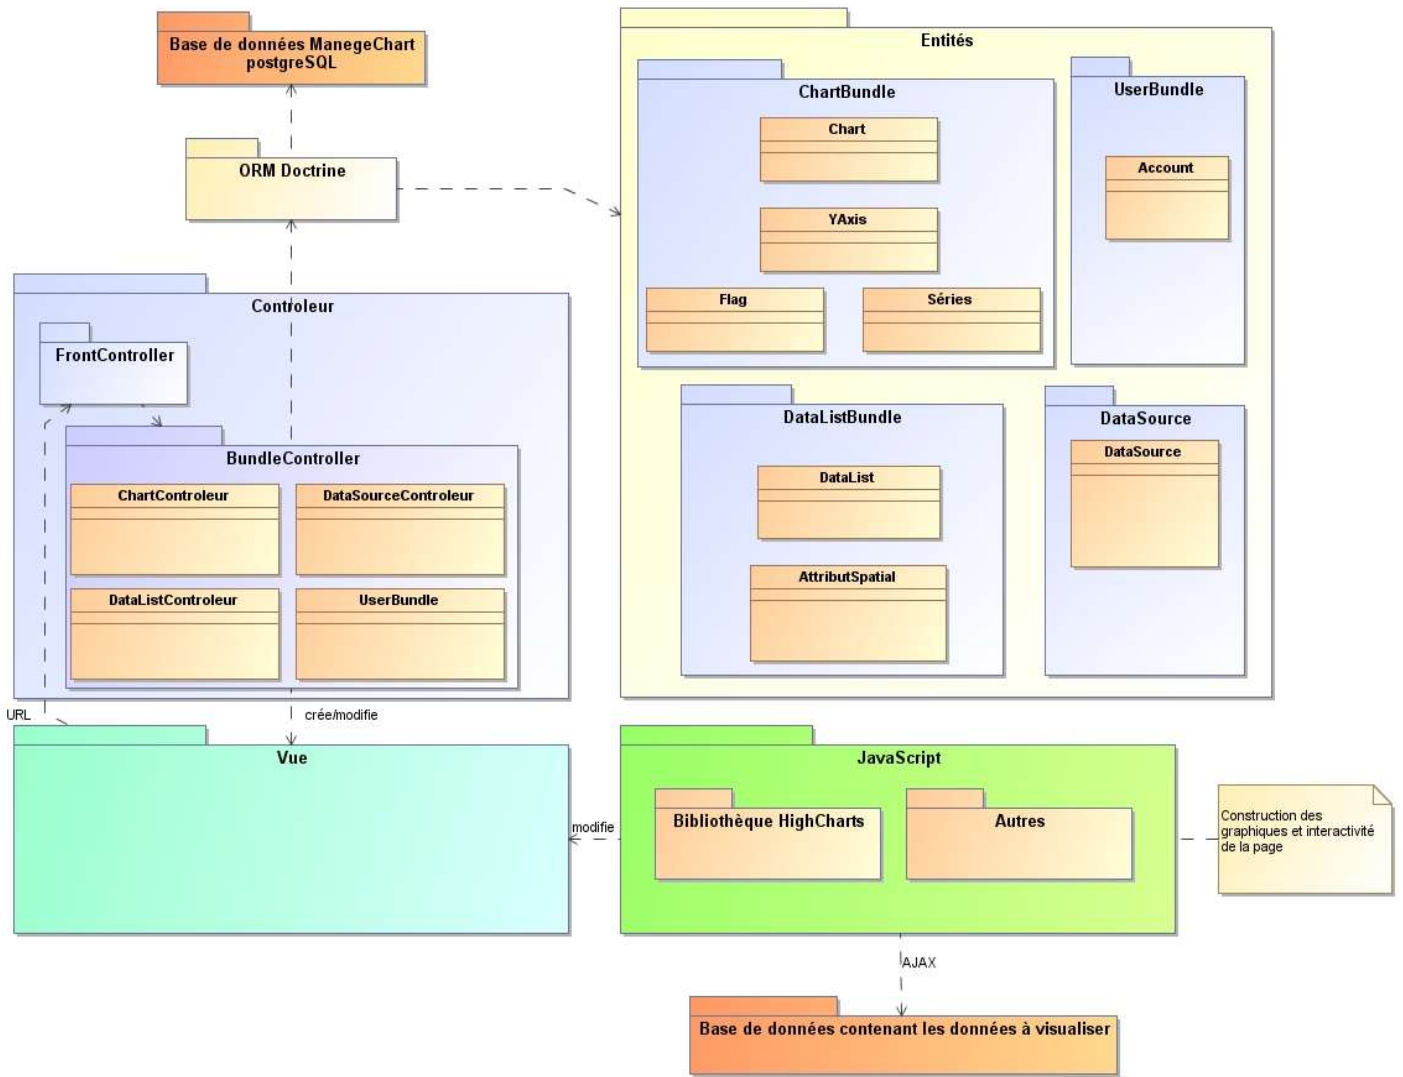 Base de données ManegeChart
postgreSQL
ORM Doctrine
Entités
ChartBundle
Chart
YAxis
Flag
Séries
UserBundle
Account
DataListBundle
DataList
AttributSpatial
DataSource
DataSource
Controleur
FrontController
BundleController
ChartControleur
DataSourceControleur
DataListControleur
UserBundle
URL
crée/modifie
Vue
modifie
JavaScript
Bibliothèque HighCharts
Autres
Construction des
graphiques et interactivité
de la page
AJAX
Base de données contenant les données à visualiser